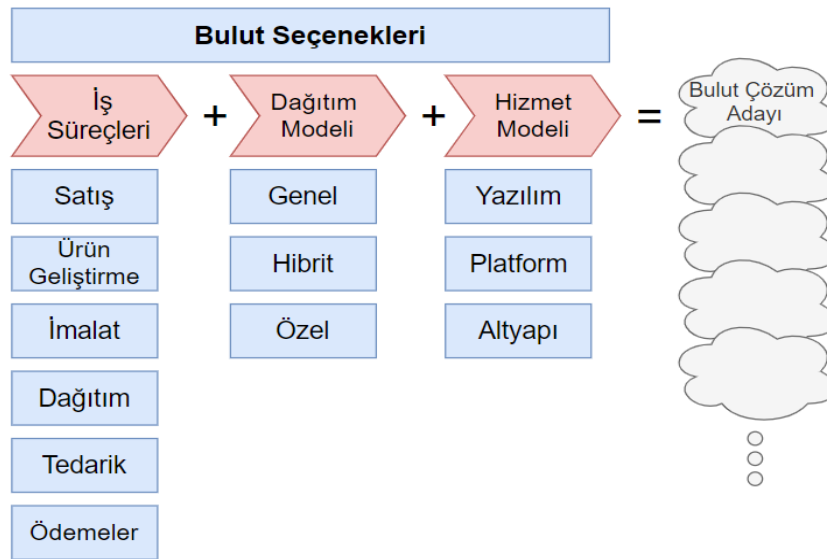 Bulut Seçenekleri
İş
Süreçleri
+
Dağıtım
Modeli
+
Hizmet
Modeli
=
Bulut Çözüm
Adayı
Satış
Ürün
Geliştirme
İmalat
Dağıtım
Tedarik
Ödemeler
Genel
Hibrit
Özel
Yazılım
Platform
Altyapı